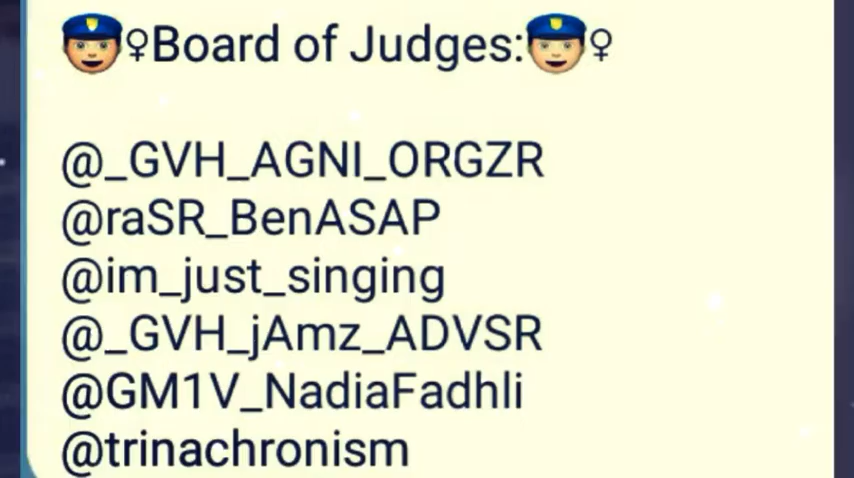 👮♀Board of Judges:👮♀
@_GVH_AGNI_ORGZR
@raSR_BenASAP
@im_just_singing
@_GVH_jAmz_ADVSR
@GM1V_NadiaFadhli
@trinachronism